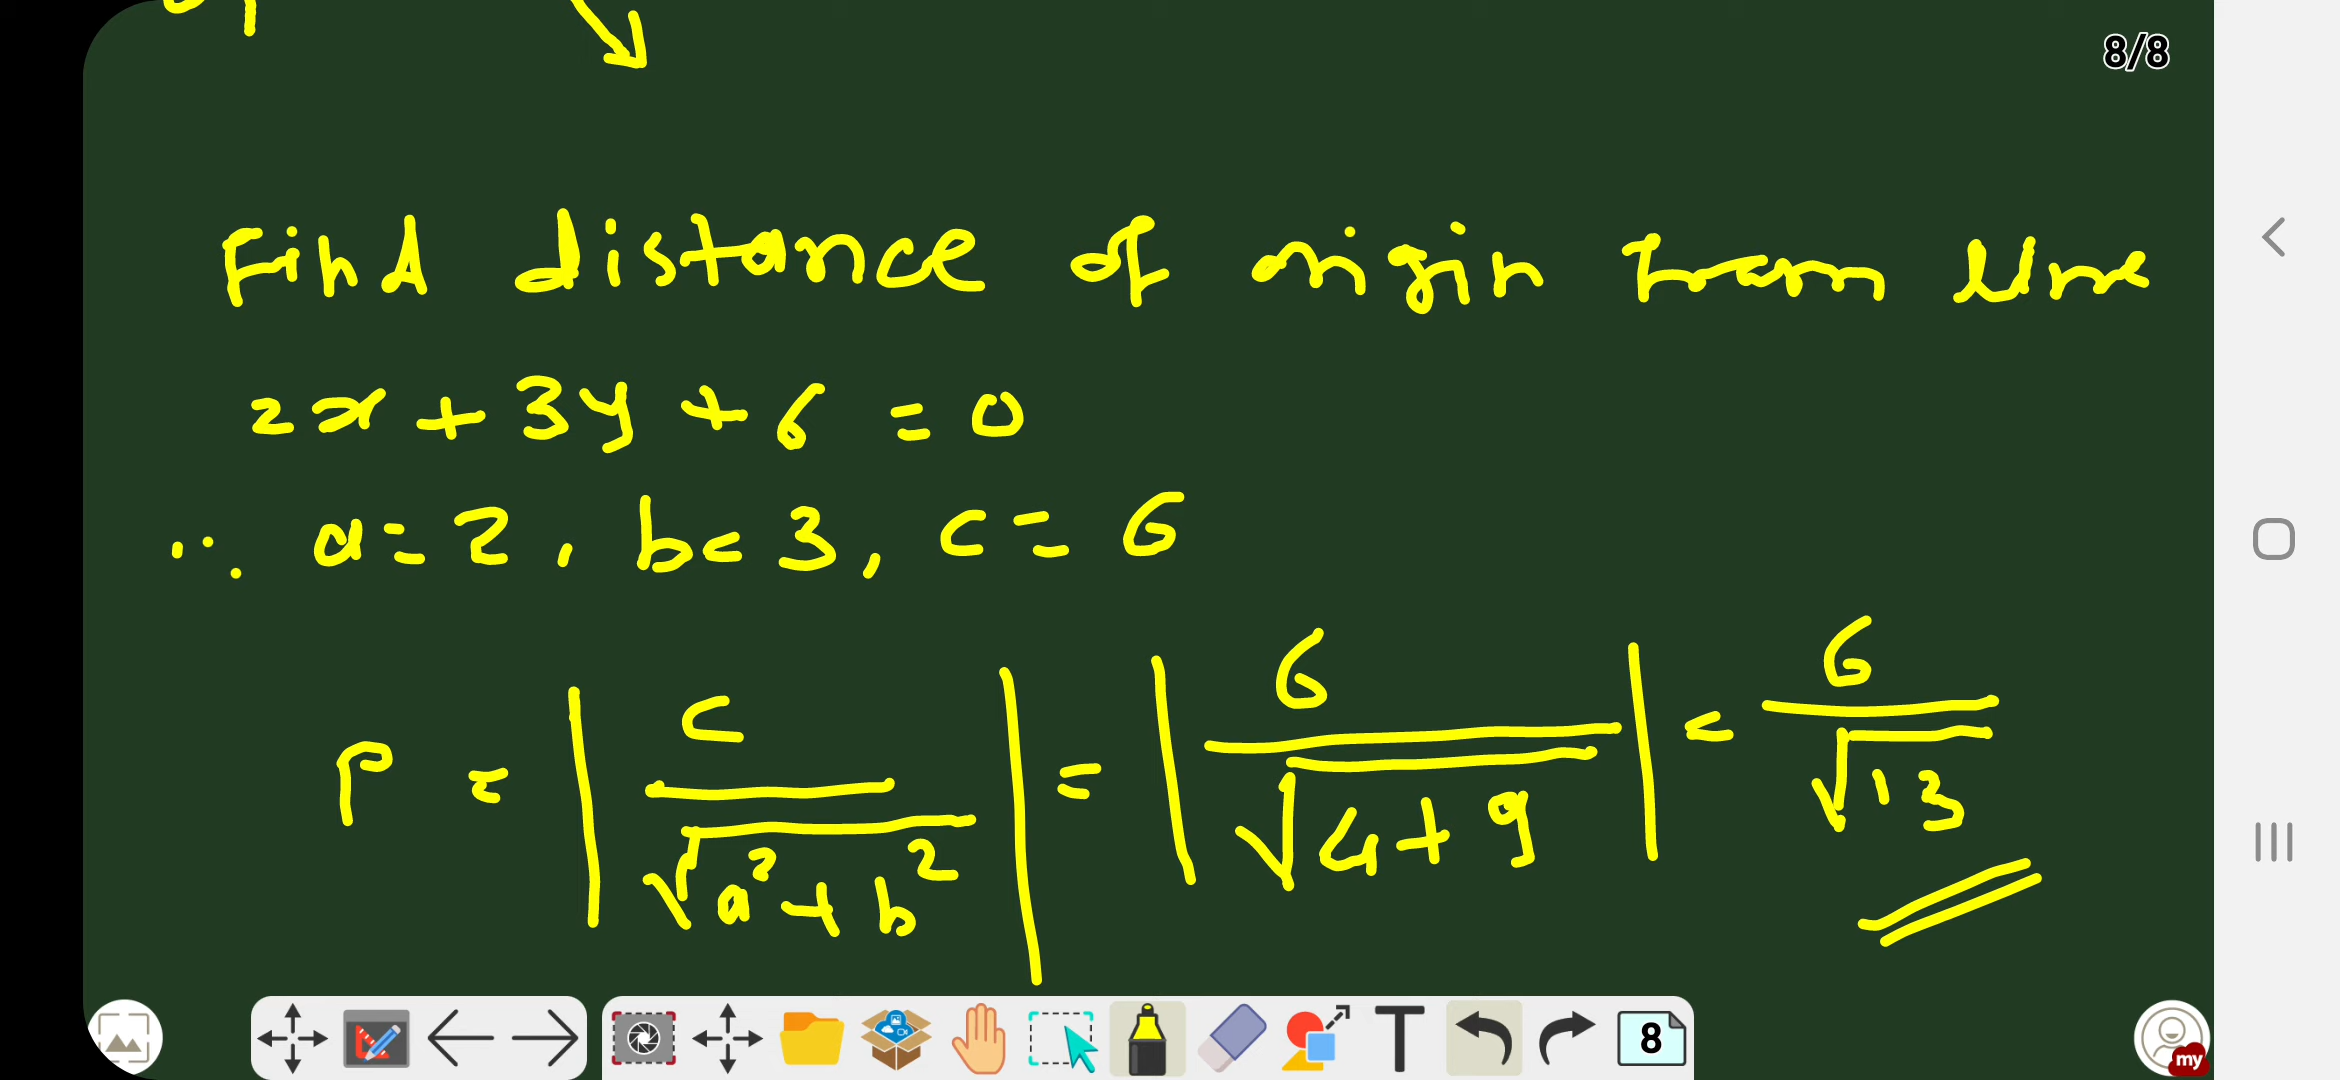 8/8
Find distance of origin from line
2x + 3y + 6 = 0
∴ a = 2, b = 3, c = 6
P = | c / √a² + b² | = | 6 / √4 + 9 | = 6 / √13
T
8
my